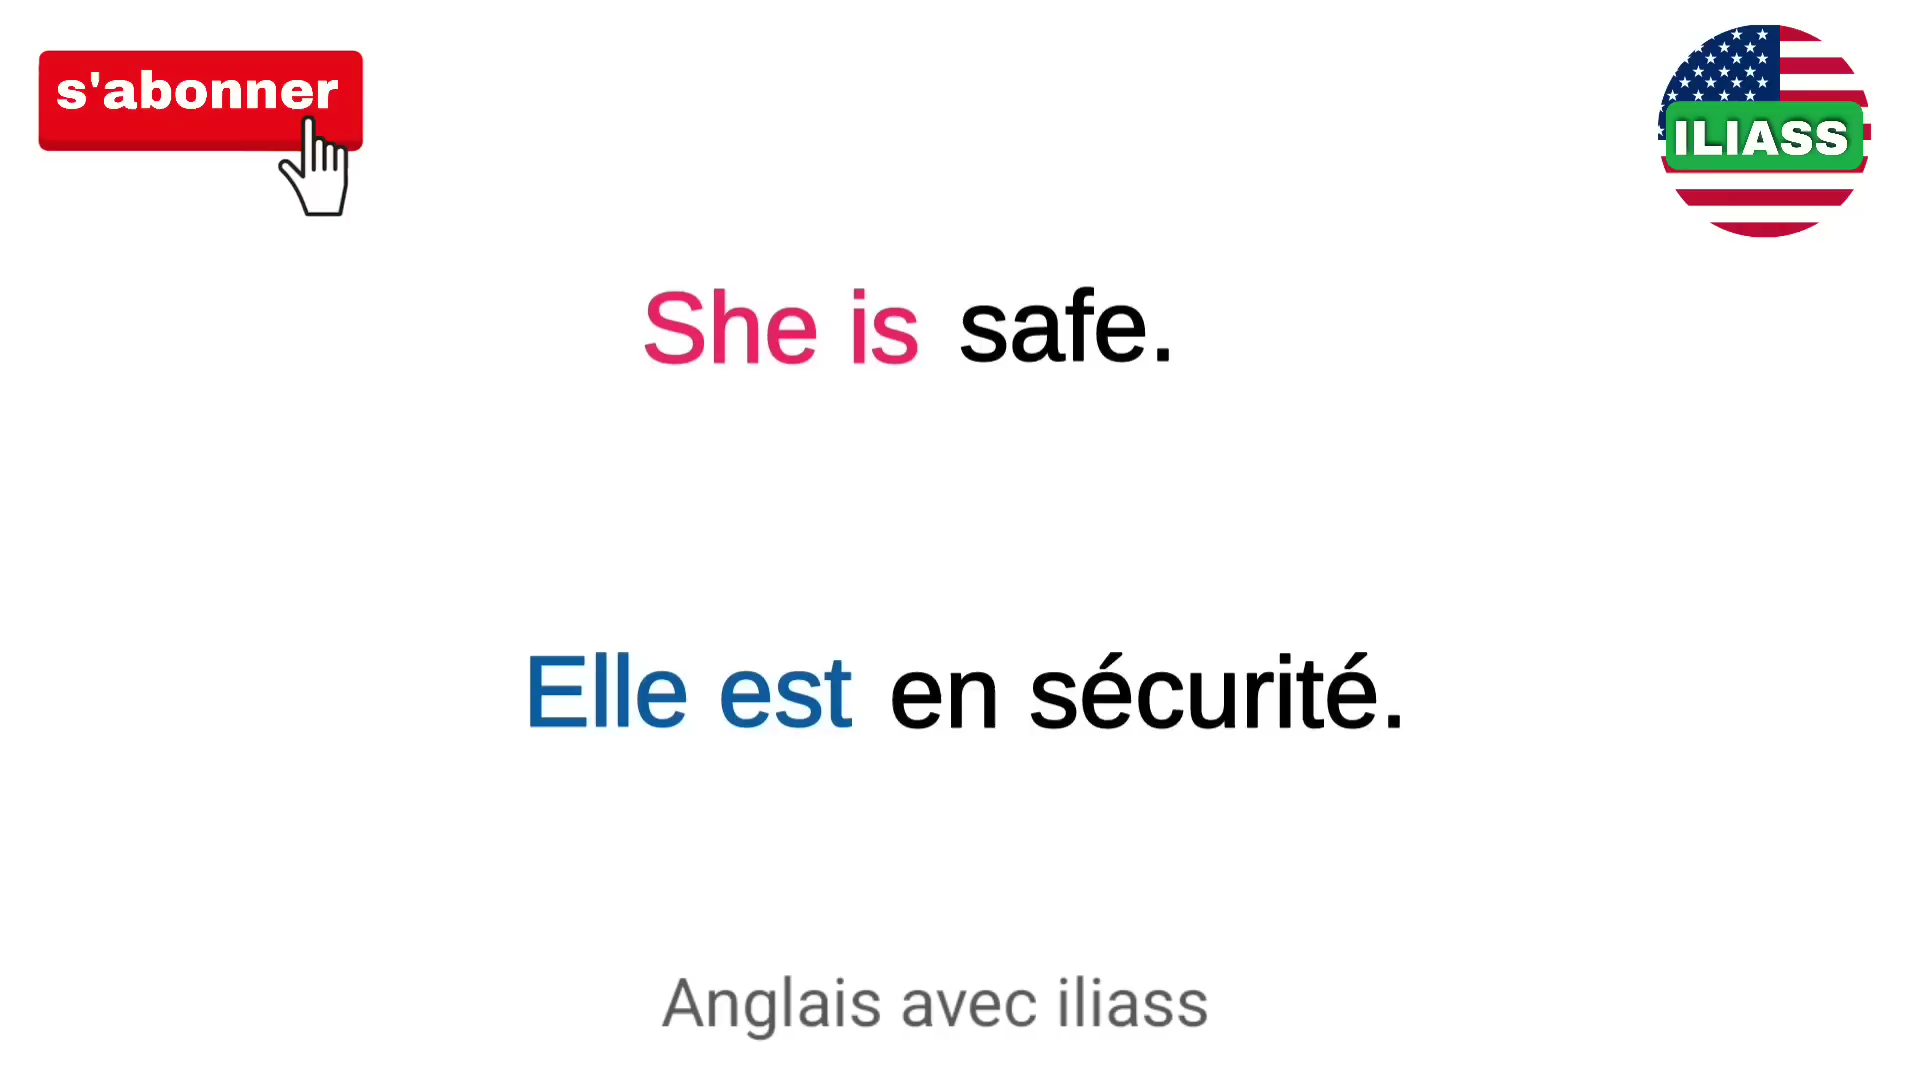 s'abonner
ILIASS
She is safe.
Elle est en sécurité.
Anglais avec iliass